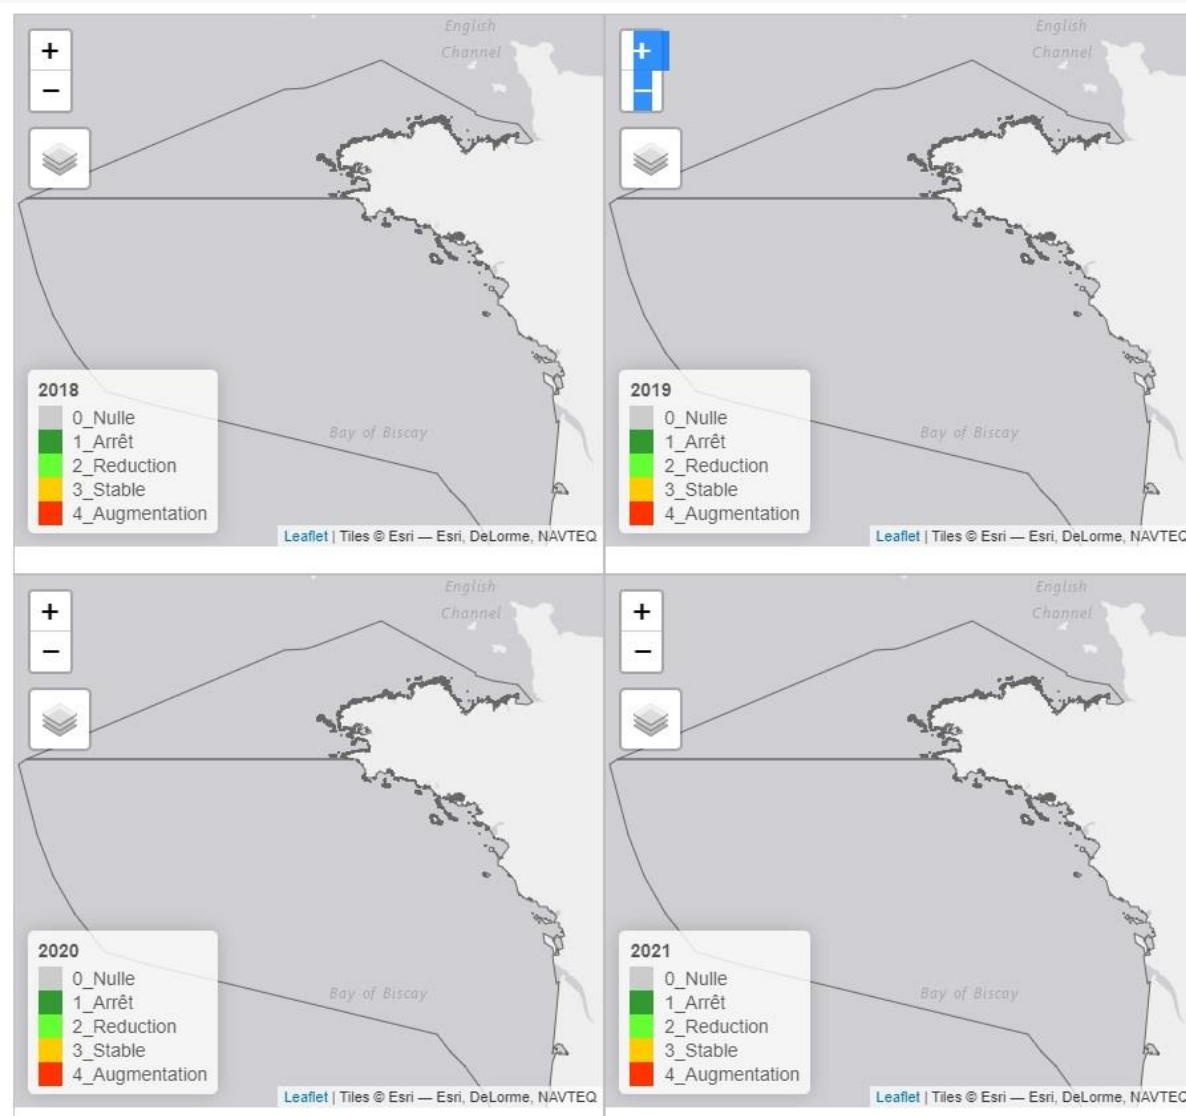 English
Channel
+
−
Bay of Biscay
2018
0_Nulle
1_Arrêt
2_Reduction
3_Stable
4_Augmentation
Leaflet | Tiles © Esri — Esri, DeLorme, NAVTEQ
English
Channel
+
−
Bay of Biscay
2019
0_Nulle
1_Arrêt
2_Reduction
3_Stable
4_Augmentation
Leaflet | Tiles © Esri — Esri, DeLorme, NAVTEQ
English
Channel
+
−
Bay of Biscay
2020
0_Nulle
1_Arrêt
2_Reduction
3_Stable
4_Augmentation
Leaflet | Tiles © Esri — Esri, DeLorme, NAVTEQ
English
Channel
+
−
Bay of Biscay
2021
0_Nulle
1_Arrêt
2_Reduction
3_Stable
4_Augmentation
Leaflet | Tiles © Esri — Esri, DeLorme, NAVTEQ